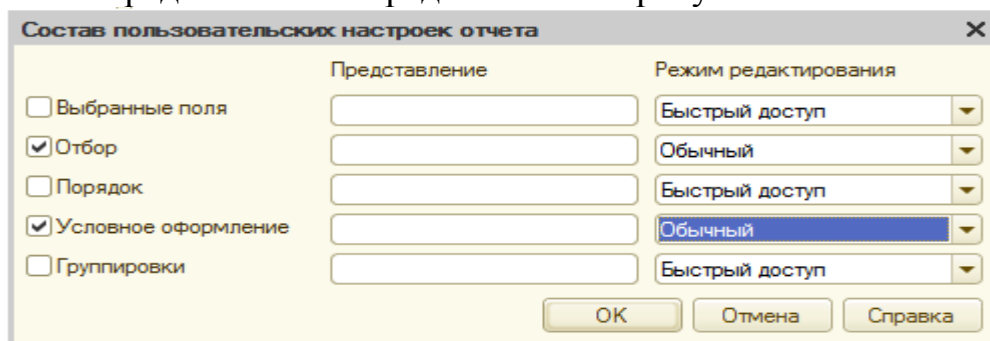 Состав пользовательских настроек отчета
Представление Режим редактирования
Выбранные поля Быстрый доступ
Отбор Обычный
Порядок Быстрый доступ
Условное оформление Обычный
Группировки Быстрый доступ
OK Отмена Справка